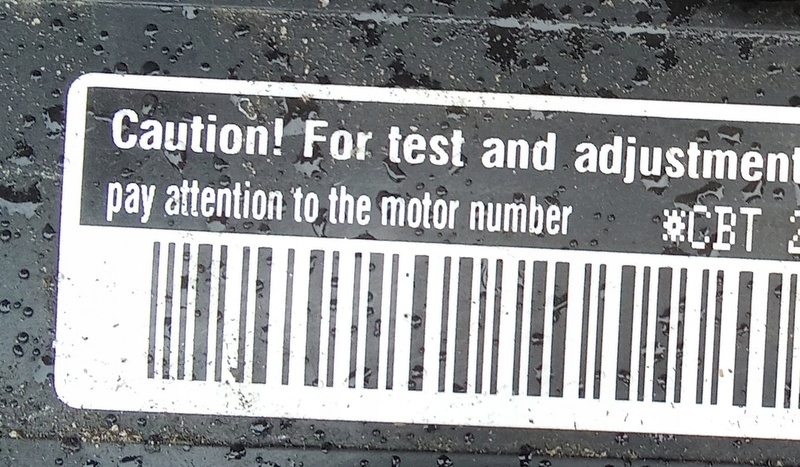 Caution! For test and adjustment
pay attention to the motor number #CBT